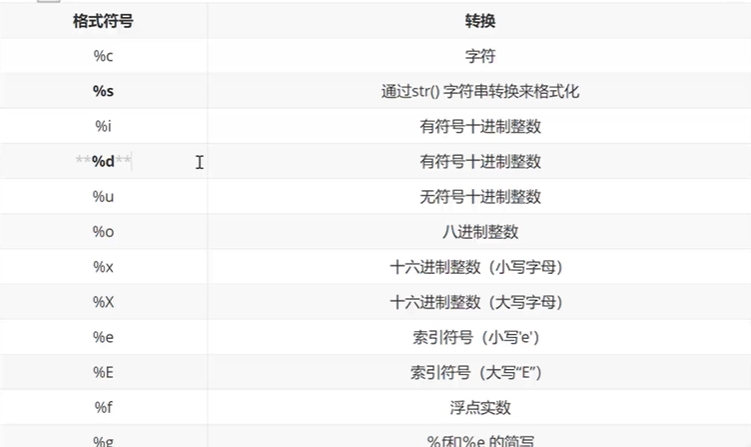 格式符号 转换
%c 字符
%s 通过str() 字符串转换来格式化
%i 有符号十进制整数
**%d** 有符号十进制整数
%u 无符号十进制整数
%o 八进制整数
%x 十六进制整数（小写字母）
%X 十六进制整数（大写字母）
%e 索引符号（小写'e'）
%E 索引符号（大写“E”）
%f 浮点实数
%g %f和%e 的简写